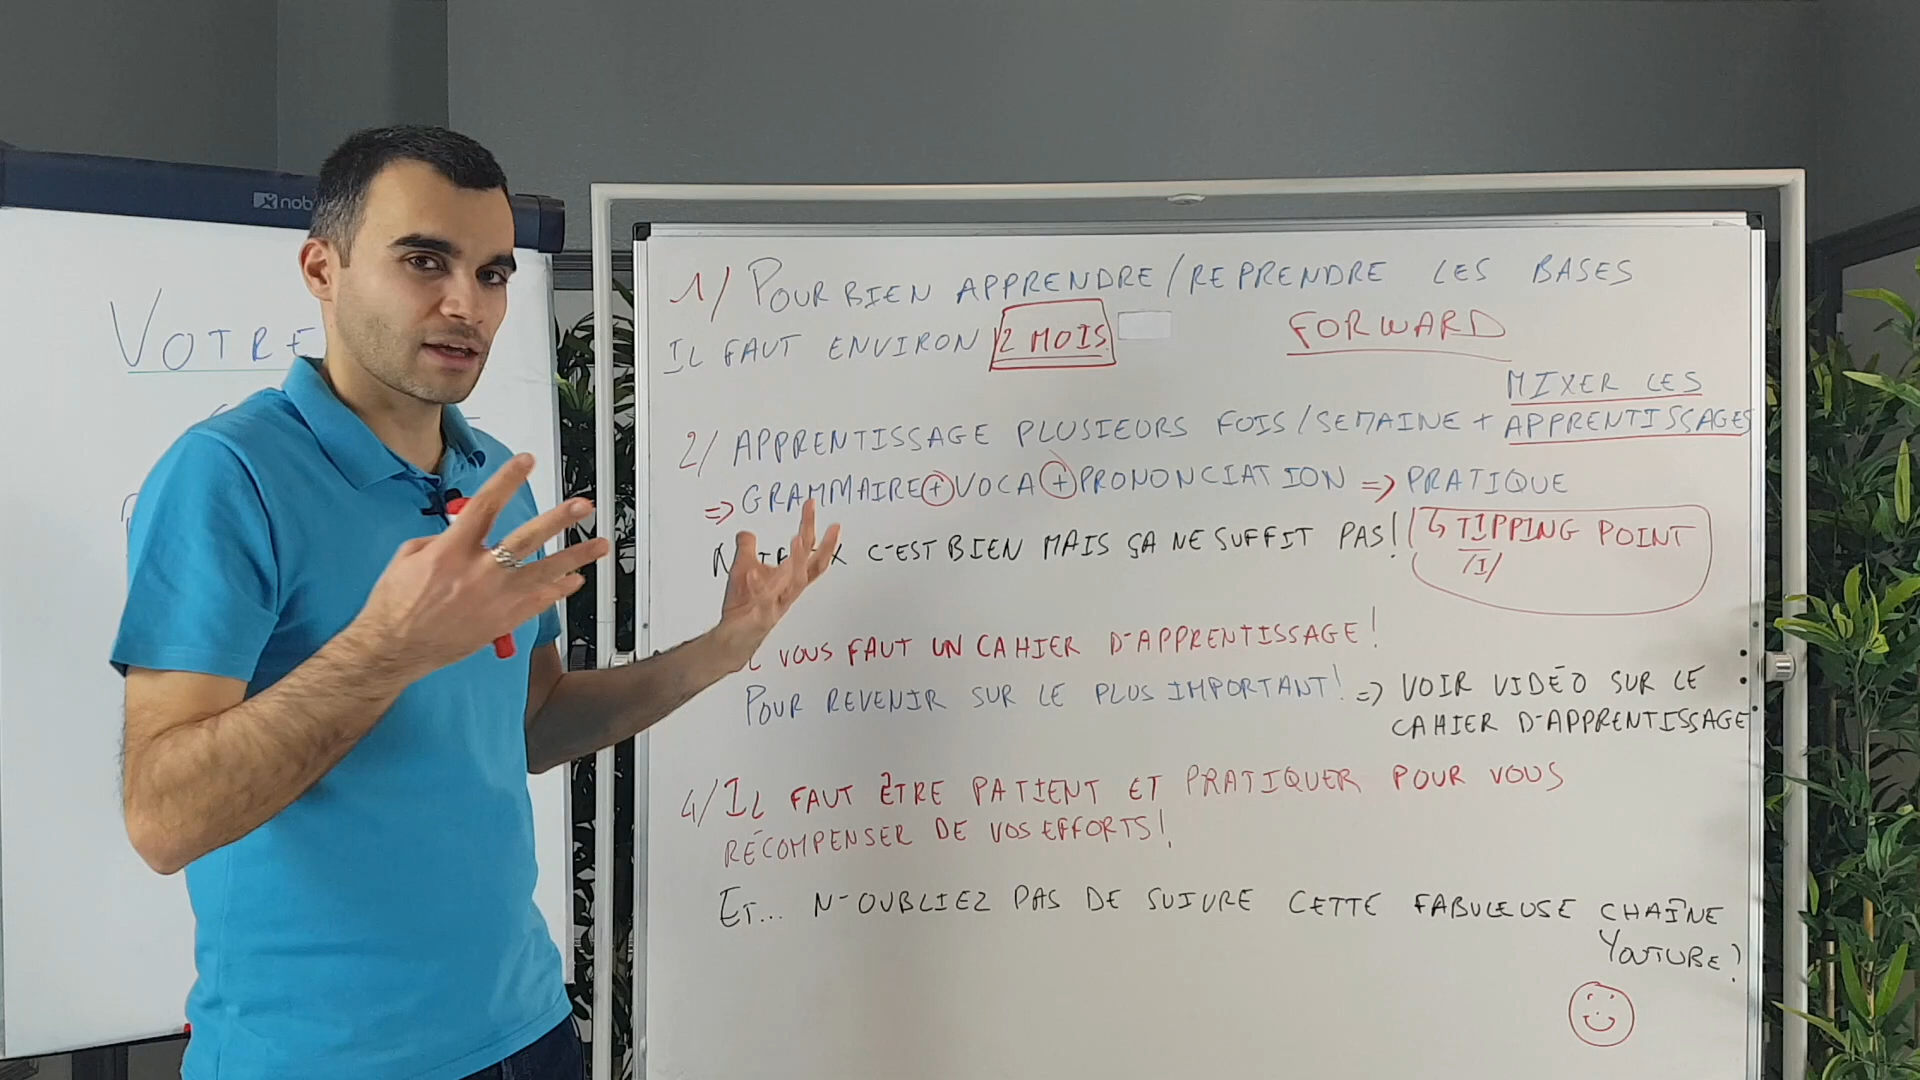 nob
VOTRE
1/ POUR BIEN APPRENDRE/REPRENDRE LES BASES
IL FAUT ENVIRON 2 MOIS
FORWARD
MIXER LES
2/ APPRENTISSAGE PLUSIEURS FOIS/SEMAINE + APPRENTISSAGES
=> GRAMMAIRE + VOCA + PRONONCIATION => PRATIQUE
C'EST BIEN MAIS ÇA NE SUFFIT PAS!
↳ TIPPING POINT
/I/
VOUS FAUT UN CAHIER D'APPRENTISSAGE!
POUR REVENIR SUR LE PLUS IMPORTANT! => VOIR VIDÉO SUR LE
CAHIER D'APPRENTISSAGE
4/ IL FAUT ÊTRE PATIENT ET PRATIQUER POUR VOUS
RÉCOMPENSER DE VOS EFFORTS!
ET... N'OUBLIEZ PAS DE SUIVRE CETTE FABULEUSE CHAÎNE
YOUTUBE!